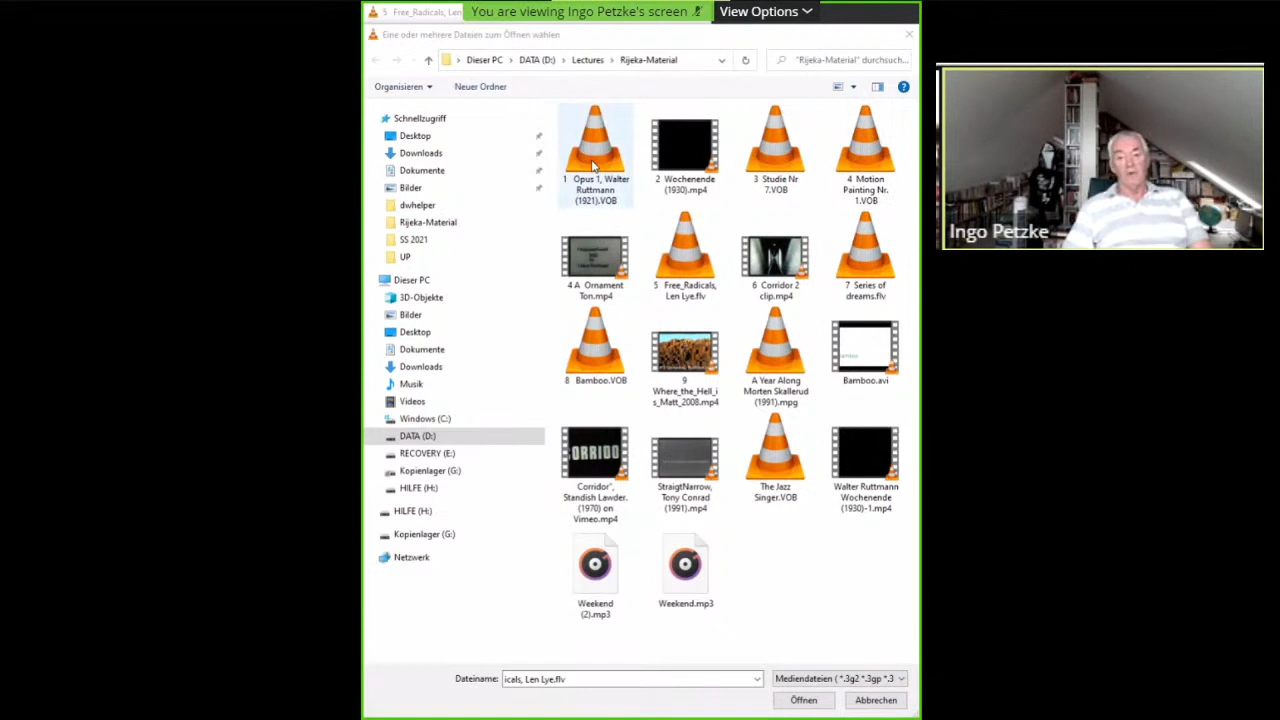 5 Free_Radicals, Len
You are viewing Ingo Petzke's screen
View Options
Eine oder mehrere Dateien zum Öffnen wählen
Dieser PC
DATA (D:)
Lectures
Rijeka-Material
"Rijeka-Material" durchsuch...
Organisieren
Neuer Ordner
Schnellzugriff
Desktop
Downloads
Dokumente
Bilder
dwhelper
Rijeka-Material
SS 2021
UP
Dieser PC
3D-Objekte
Bilder
Desktop
Dokumente
Downloads
Musik
Videos
Windows (C:)
DATA (D:)
RECOVERY (E:)
Kopienlager (G:)
HILFE (H:)
HILFE (H:)
Kopienlager (G:)
Netzwerk
1 Opus 1, Walter
Ruttmann
(1921).VOB
2 Wochenende
(1930).mp4
3 Studie Nr
7.VOB
4 Motion
Painting Nr.
1.VOB
4 A Ornament
Ton.mp4
5 Free_Radicals,
Len Lye.flv
6 Corridor 2
clip.mp4
7 Series of
dreams.flv
8 Bamboo.VOB
9
Where_the_Hell_i
s_Matt_2008.mp4
A Year Along
Morten Skallerud
(1991).mpg
Bamboo.avi
ORRIDO
Corridor", Standish Lawder.
(1970) on
Vimeo.mp4
StraigtNarrow,
Tony Conrad
(1991).mp4
The Jazz
Singer.VOB
Walter Ruttmann
Wochenende
(1930)-1.mp4
Weekend
(2).mp3
Weekend.mp3
Dateiname:
icals, Len Lye.flv
Mediendateien ( *.3g2 *.3gp *.3
Öffnen
Abbrechen
Ingo Petzke